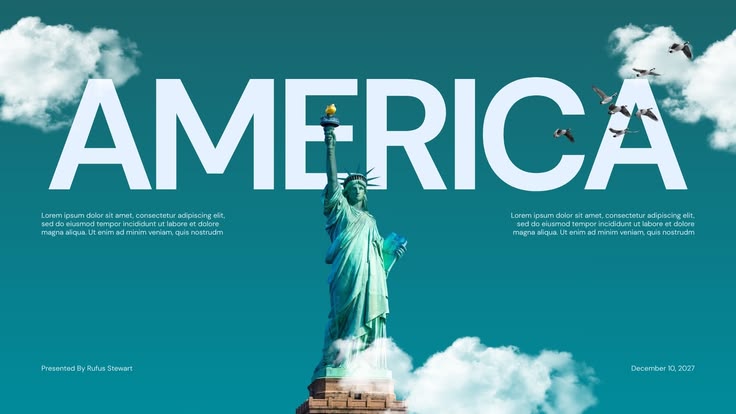 AMERICA
Lorem ipsum dolor sit amet, consectetur adipiscing elit,
sed do eiusmod tempor incididunt ut labore et dolore
magna aliqua. Ut enim ad minim veniam, quis nostrudm
Lorem ipsum dolor sit amet, consectetur adipiscing elit,
sed do eiusmod tempor incididunt ut labore et dolore
magna aliqua. Ut enim ad minim veniam, quis nostrudm
Presented By Rufus Stewart
December 10, 2027